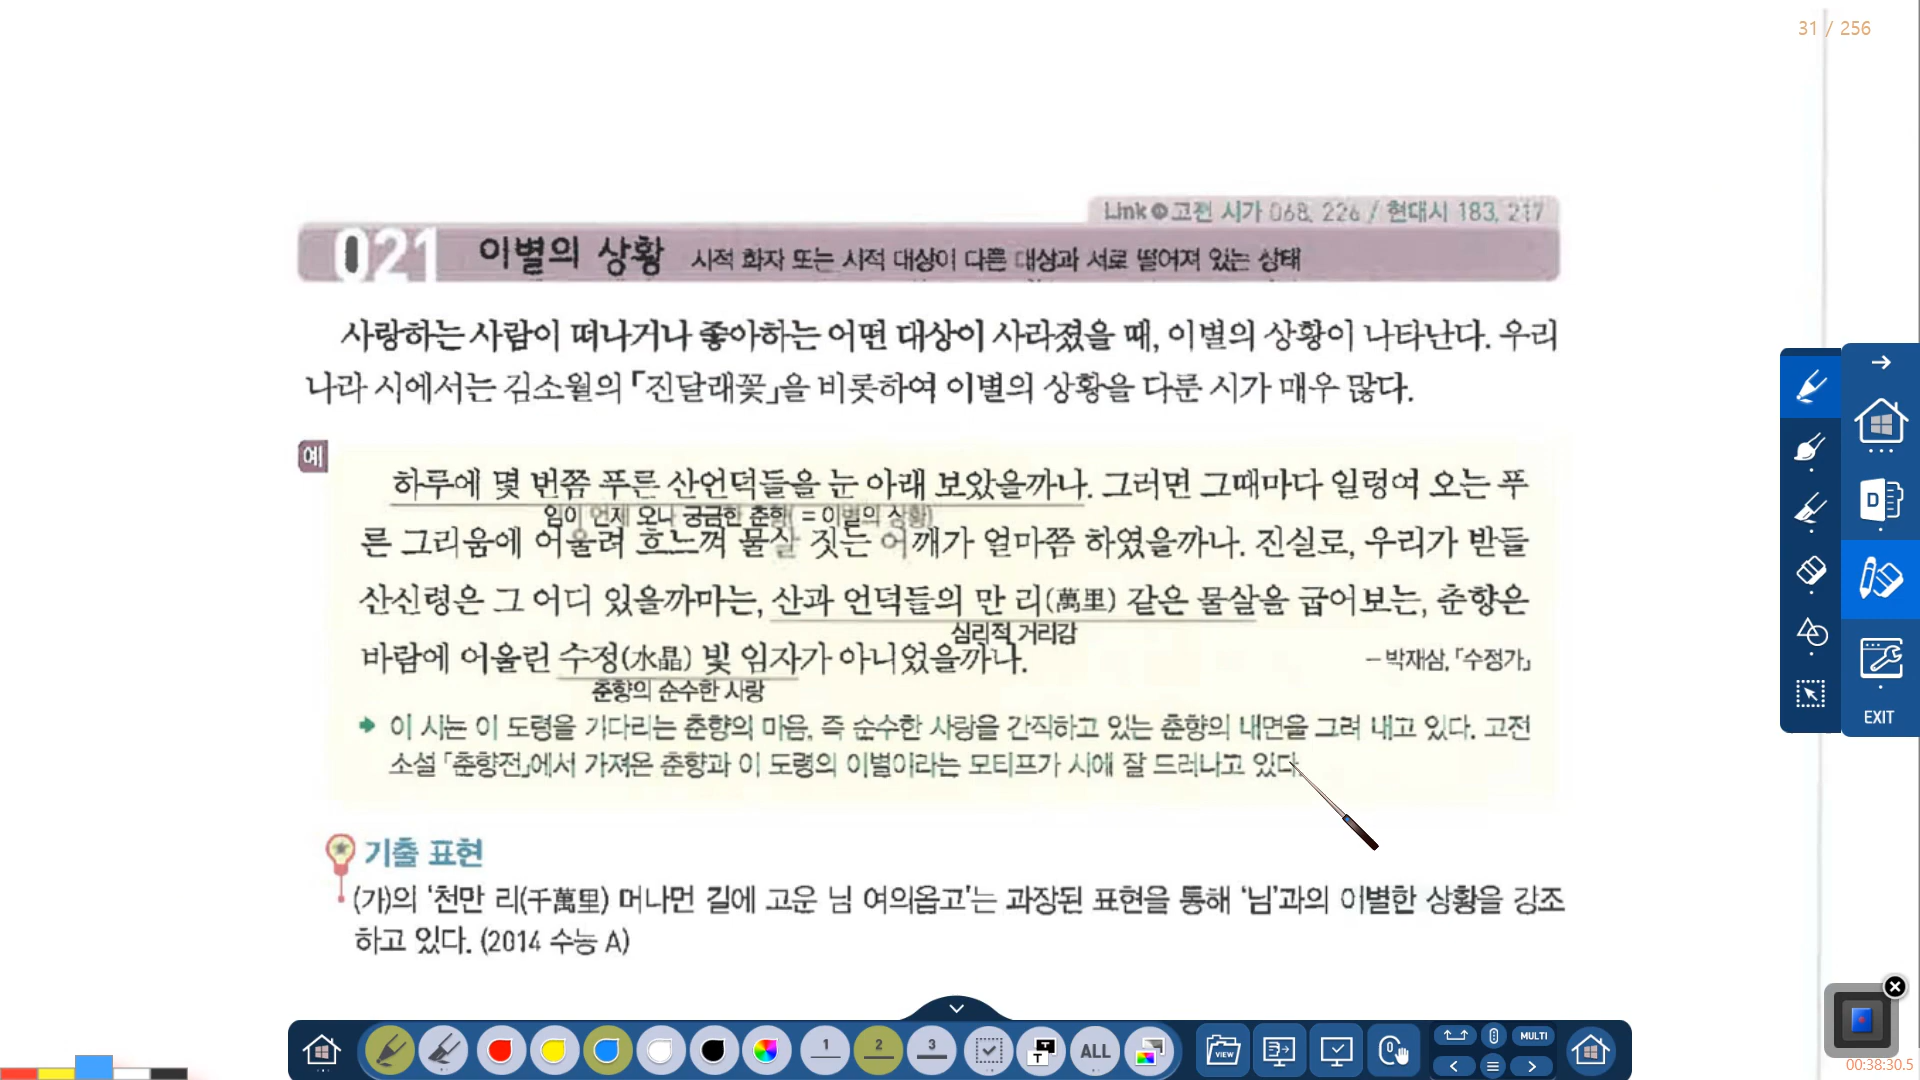 31 / 256
Link 고전 시가 068, 226 / 현대시 183, 217
021 이별의 상황 시적 화자 또는 시적 대상이 다른 대상과 서로 떨어져 있는 상태
사랑하는 사람이 떠나거나 좋아하는 어떤 대상이 사라졌을 때, 이별의 상황이 나타난다. 우리
나라 시에서는 김소월의 「진달래꽃」을 비롯하여 이별의 상황을 다룬 시가 매우 많다.
예
하루에 몇 번쯤 푸른 산언덕들을 눈 아래 보았을까나. 그러면 그때마다 일렁여 오는 푸
임이 언제 오나 궁금한 춘향( = 이별의 상황)
른 그리움에 어울려 흐느껴 물살 짓는 어깨가 얼마쯤 하였을까나. 진실로, 우리가 받들
산신령은 그 어디 있을까마는, 산과 언덕들의 만 리(萬里) 같은 물살을 굽어보는, 춘향은
심리적 거리감
바람에 어울린 수정(水晶) 빛 임자가 아니었을까나. – 박재삼, 「수정가」
춘향의 순수한 사랑
이 시는 이 도령을 기다리는 춘향의 마음, 즉 순수한 사랑을 간직하고 있는 춘향의 내면을 그려 내고 있다. 고전
소설 「춘향전」에서 가져온 춘향과 이 도령의 이별이라는 모티프가 시에 잘 드러나고 있다.
기출 표현
(가)의 '천만 리(千萬里) 머나먼 길에 고운 님 여의옵고'는 과장된 표현을 통해 '님'과의 이별한 상황을 강조
하고 있다. (2014 수능 A)
EXIT
1 2 3 T T ALL VIEW MULTI
00:38:30.5